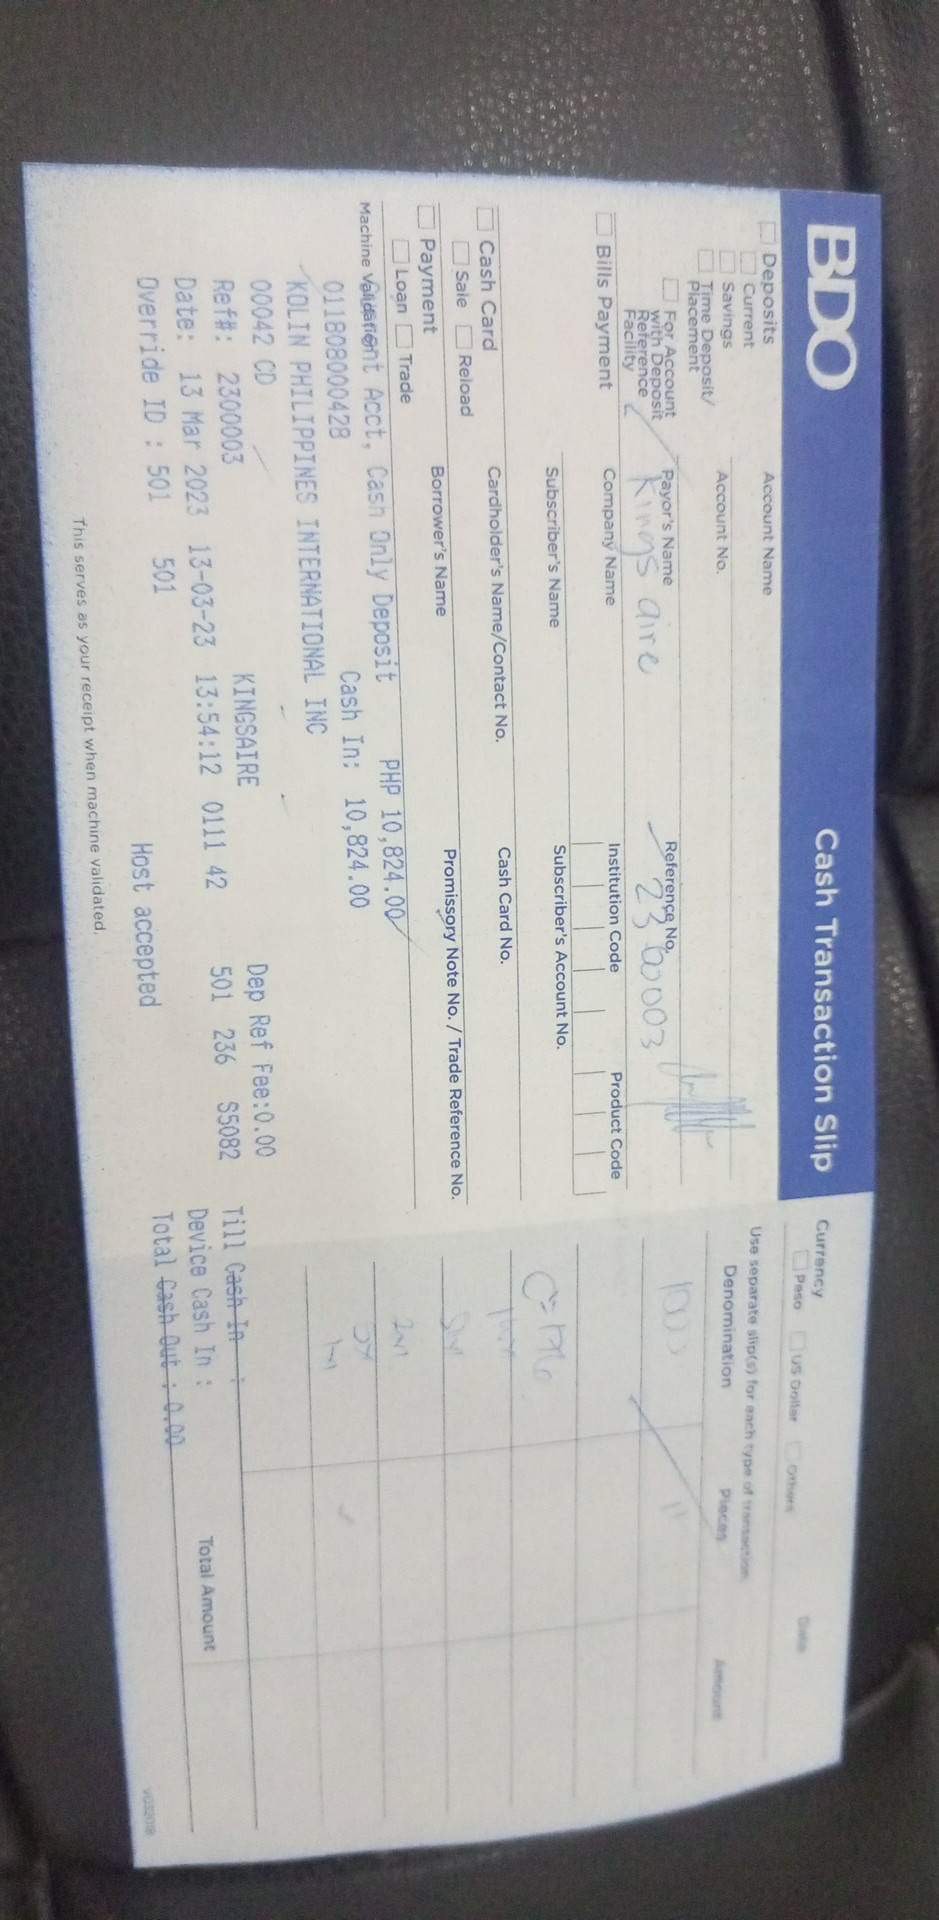 BDO
Cash Transaction Slip
Deposits
Current
Savings
Time Deposit/
Placement
For Account
with Deposit
Reference
Facility
Account Name
Account No.
Payor's Name
Kings aire
Reference No.
2300003
Bills Payment
Company Name
Institution Code
Product Code
Subscriber's Name
Subscriber's Account No.
Cash Card
Sale
Reload
Cardholder's Name/Contact No.
Cash Card No.
Payment
Loan
Trade
Borrower's Name
Promissory Note No. / Trade Reference No.
Machine Validation
Acct, Cash Only Deposit PHP 10,824.00
011808000428 Cash In: 10,824.00
KOLIN PHILIPPINES INTERNATIONAL INC
00042 CD KINGSAIRE Dep Ref Fee:0.00
Ref#: 2300003
Date: 13 Mar 2023 13-03-23 13:54:12 0111 42 501 236 S5082
Override ID : 501 501 Host accepted
This serves as your receipt when machine validated.
Currency
Peso
US Dollar
Others
Date
Use separate slip(s) for each type of transaction
Denomination
Pieces
Amount
1000
11
Till Cash In :
Device Cash In :
Total Cash Out : 0.00
Total Amount